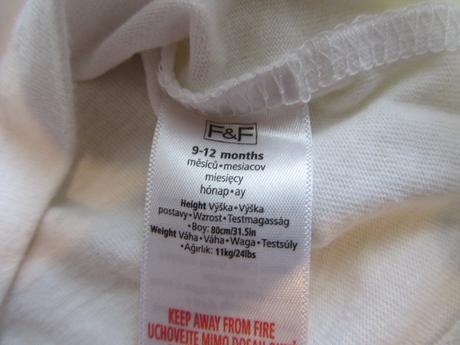 F&F
9-12 months
měsíců•mesiacov
miesięcy
hónap•ay
Height Výška•Výška
postavy•Wzrost•Testmagasság
•Boy: 80cm/31.5in
Weight Váha•Váha•Waga•Testsúly
•Ağırlık: 11kg/24lbs
KEEP AWAY FROM FIRE
UCHOVEJTE MIMO DOSAH